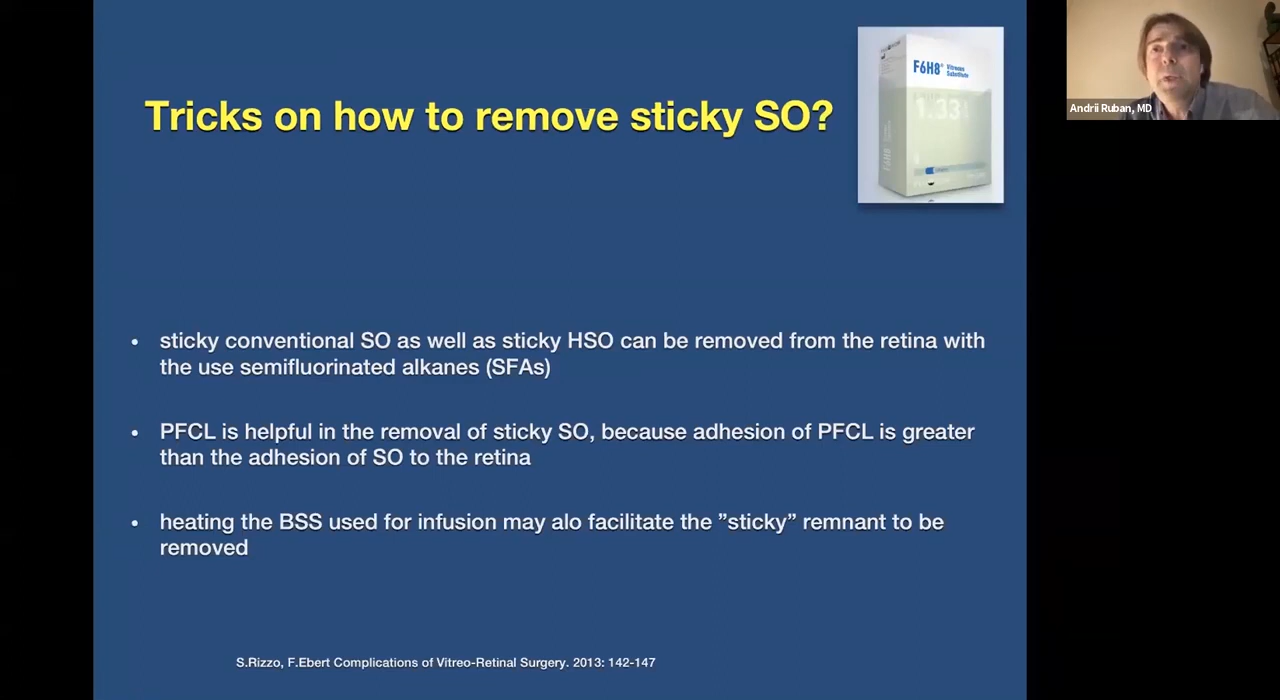 Tricks on how to remove sticky SO?
F6H8® Vitreous
Substitute
1.33
Andrii Ruban, MD
• sticky conventional SO as well as sticky HSO can be removed from the retina with
the use semifluorinated alkanes (SFAs)
• PFCL is helpful in the removal of sticky SO, because adhesion of PFCL is greater
than the adhesion of SO to the retina
• heating the BSS used for infusion may alo facilitate the ”sticky” remnant to be
removed
S.Rizzo, F.Ebert Complications of Vitreo-Retinal Surgery. 2013: 142-147